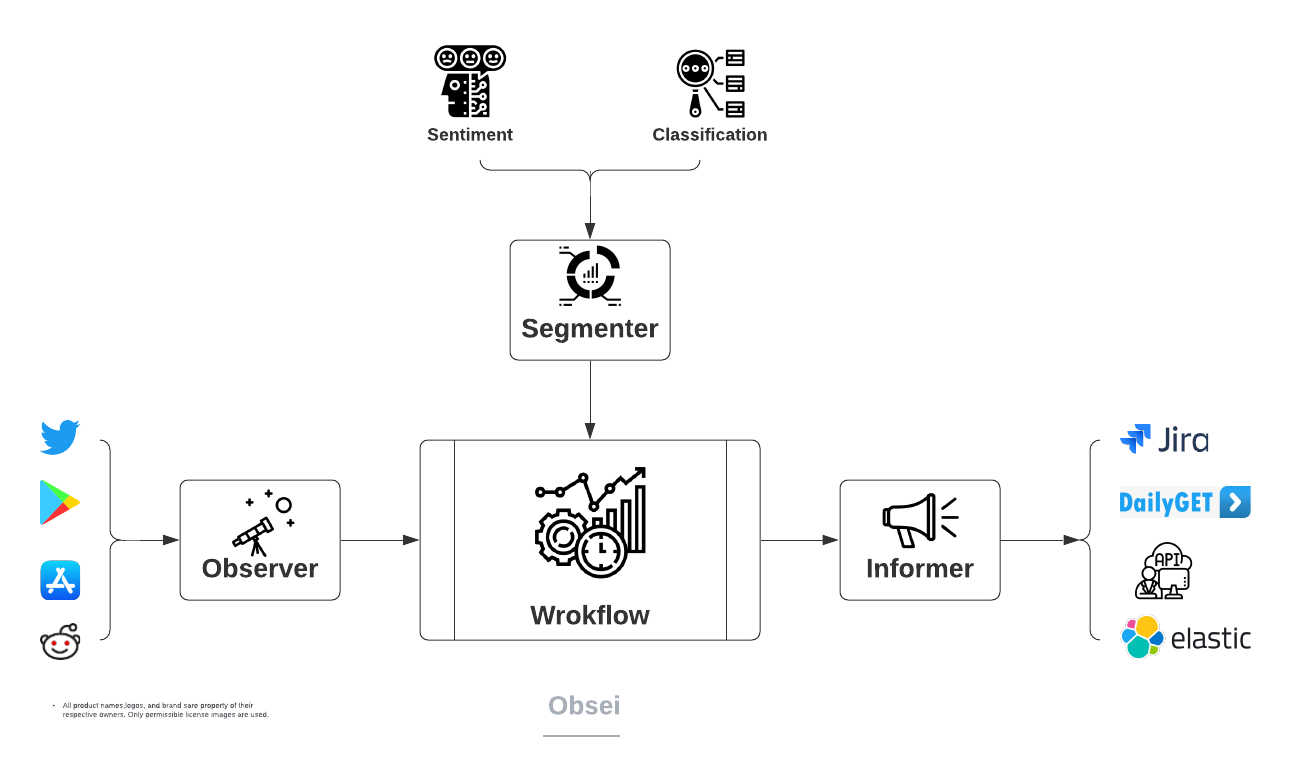 Sentiment
Classification
Segmenter
Observer
Wrokflow
Informer
Jira
DailyGET
API
elastic
• All product names,logos, and brand sare property of their
respective owners. Only permissible license images are used.
Obsei